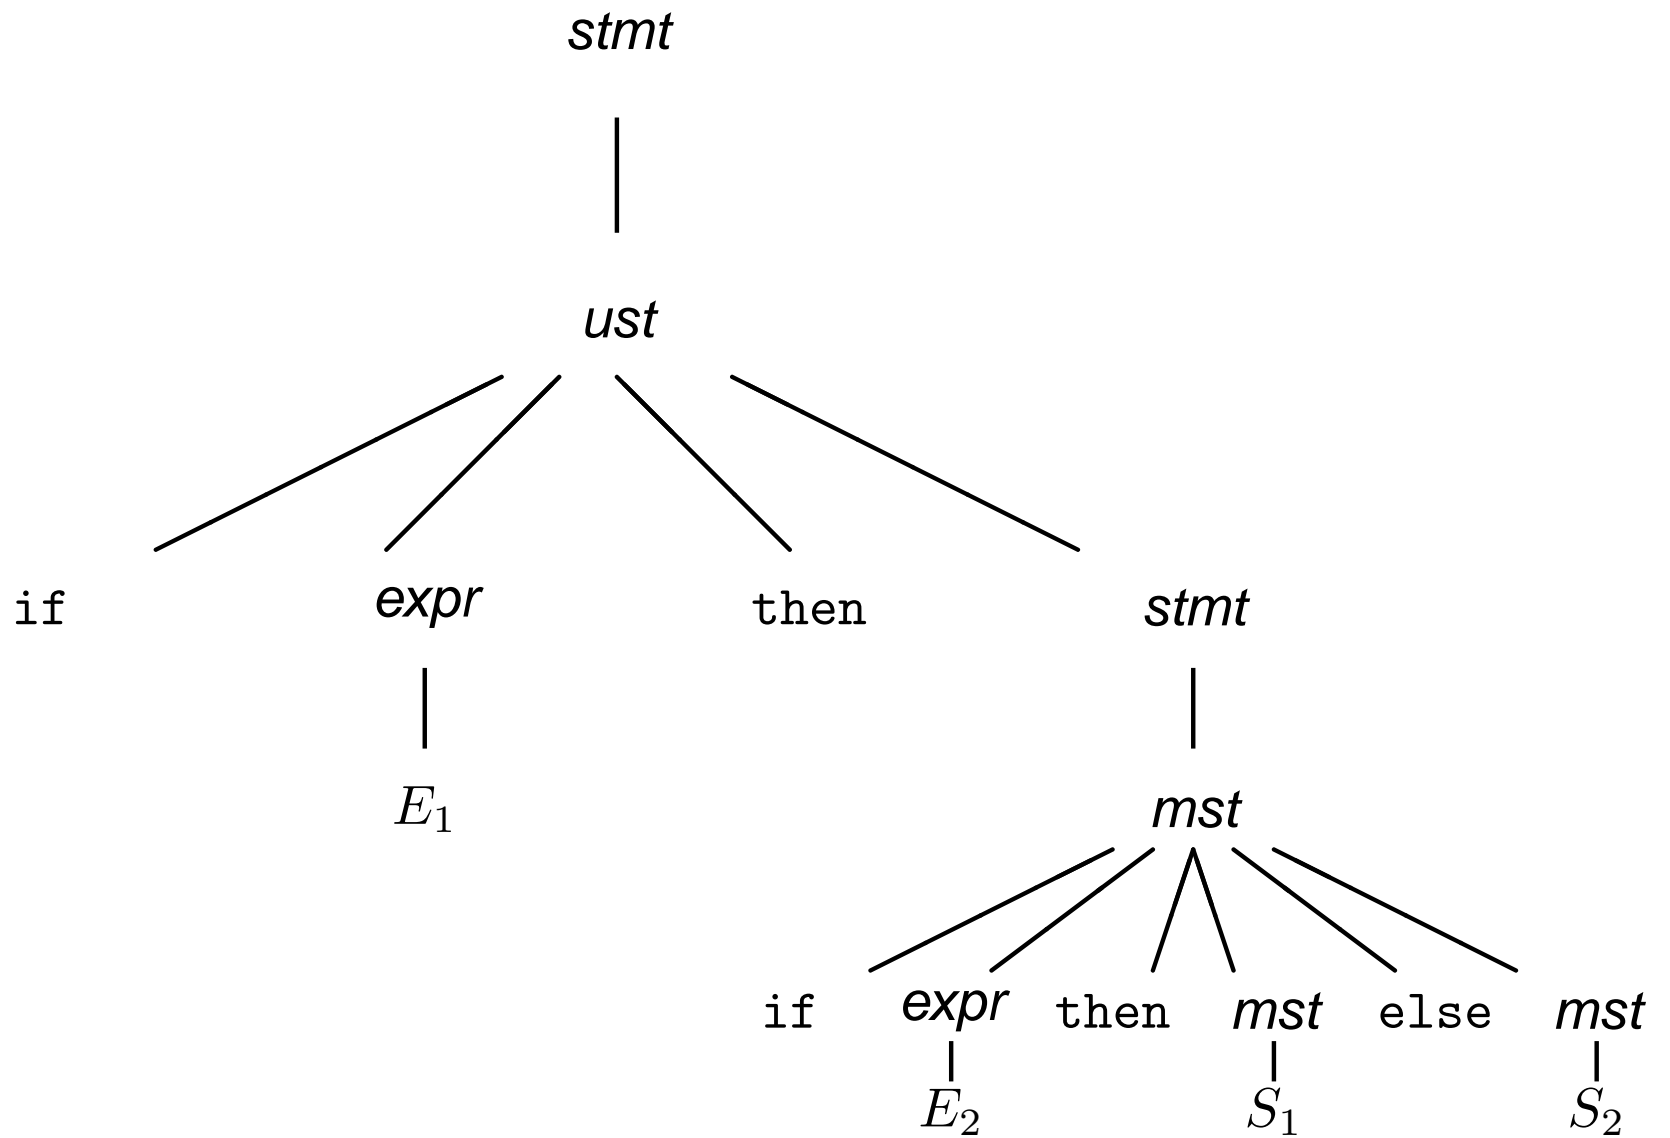 stmt
ust
if expr then stmt
E₁ mst
if expr then mst else mst
E₂ S₁ S₂